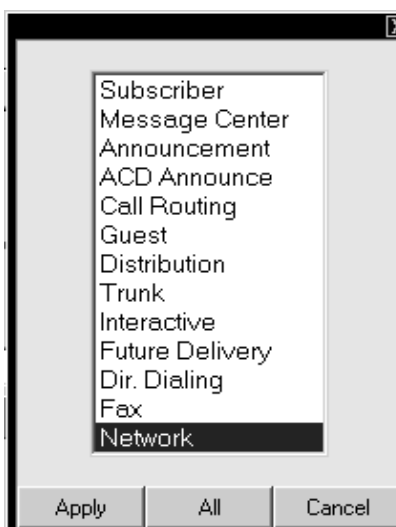 Subscriber
Message Center
Announcement
ACD Announce
Call Routing
Guest
Distribution
Trunk
Interactive
Future Delivery
Dir. Dialing
Fax
Network
Apply All Cancel